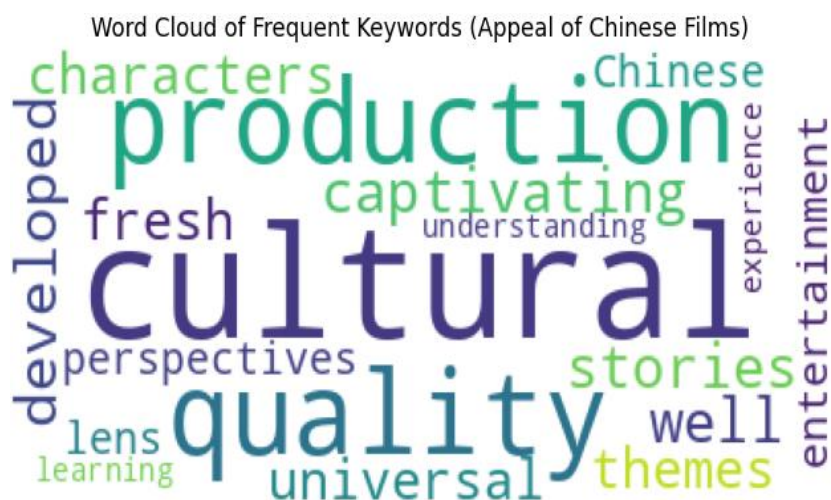 Word Cloud of Frequent Keywords (Appeal of Chinese Films)
characters
Chinese
production
developed
experience
entertainment
captivating
fresh
understanding
cultural
perspectives
stories
quality
well
lens
themes
learning
universal